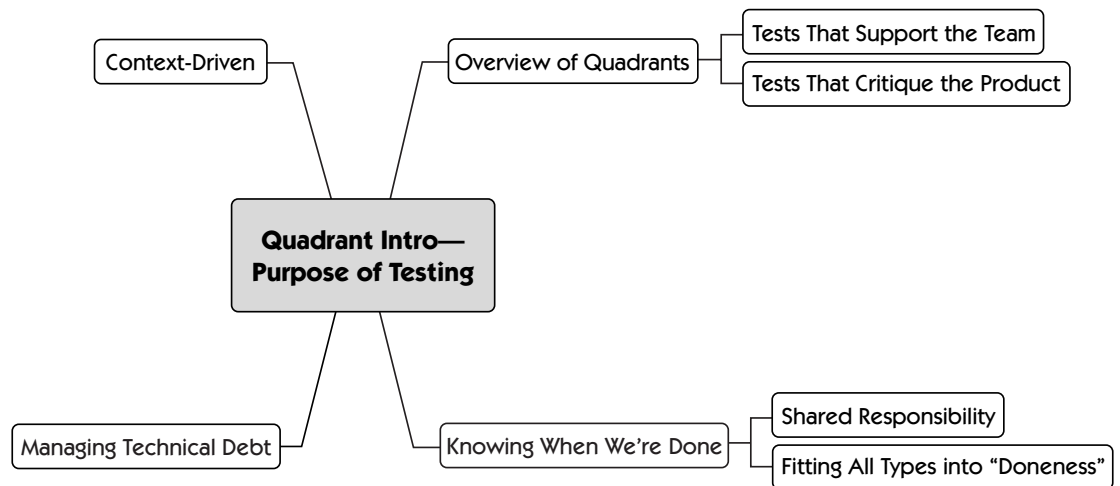 Context-Driven
Overview of Quadrants
Tests That Support the Team
Tests That Critique the Product
Quadrant Intro—
Purpose of Testing
Managing Technical Debt
Knowing When We’re Done
Shared Responsibility
Fitting All Types into “Doneness”